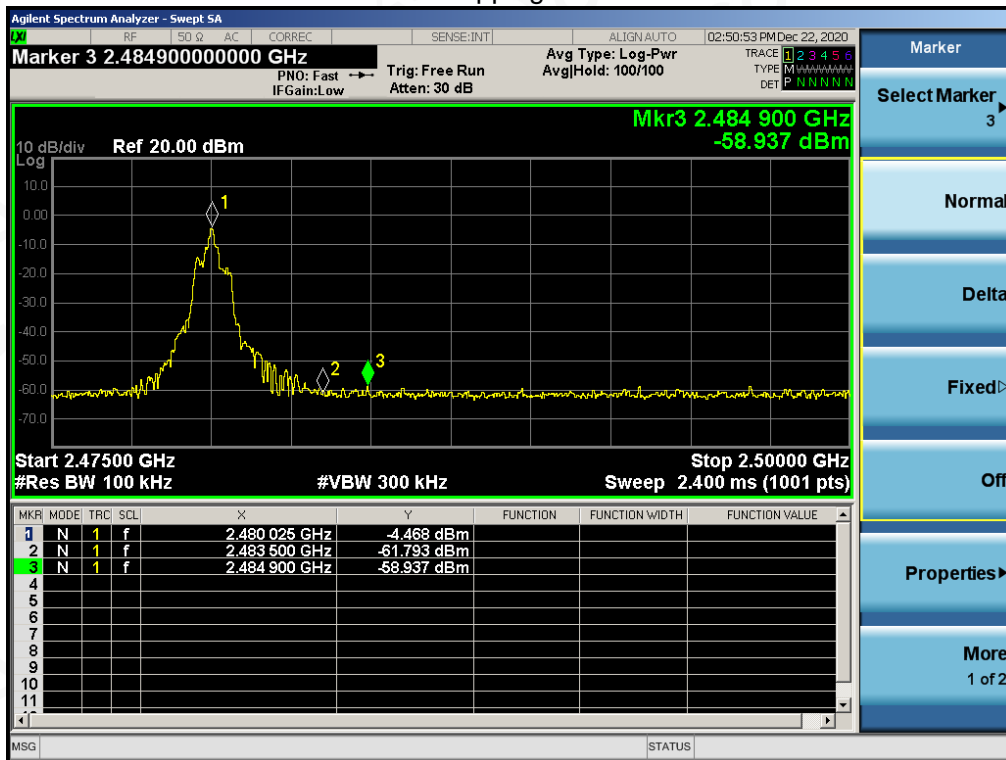 Agilent Spectrum Analyzer - Swept SA
LXI RF 50 Ω AC CORREC SENSE:INT ALIGN AUTO 02:50:53 PM Dec 22, 2020
Marker 3 2.484900000000 GHz
PNO: Fast
IFGain:Low
Trig: Free Run
Atten: 30 dB
Avg Type: Log-Pwr
Avg|Hold: 100/100
TRACE 1 2 3 4 5 6
TYPE M
DET P N N N N N
Mkr3 2.484 900 GHz
-58.937 dBm
10 dB/div Ref 20.00 dBm
Log
10.0
0.00
-10.0
-20.0
-30.0
-40.0
-50.0
-60.0
-70.0
1
2
3
Start 2.47500 GHz
Stop 2.50000 GHz
#Res BW 100 kHz #VBW 300 kHz Sweep 2.400 ms (1001 pts)
MKR MODE TRC SCL X Y FUNCTION FUNCTION WIDTH FUNCTION VALUE
1 N 1 f 2.480 025 GHz -4.468 dBm
2 N 1 f 2.483 500 GHz -61.793 dBm
3 N 1 f 2.484 900 GHz -58.937 dBm
4
5
6
7
8
9
10
11
MSG STATUS
Marker
Select Marker
3
Normal
Delta
Fixed
Off
Properties
More
1 of 2